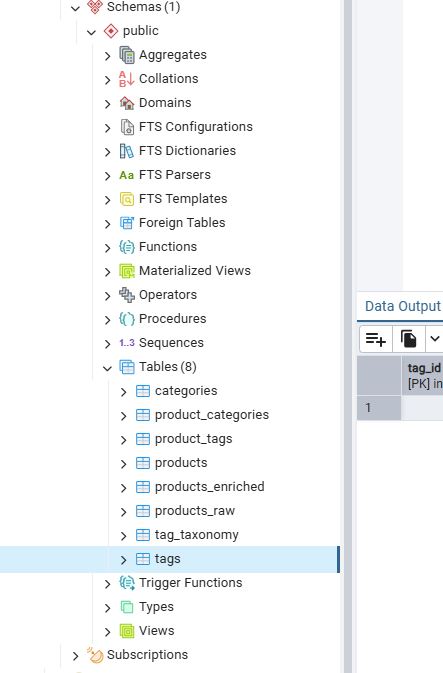 Schemas (1)
public
Aggregates
Collations
Domains
FTS Configurations
FTS Dictionaries
FTS Parsers
FTS Templates
Foreign Tables
Functions
Materialized Views
Operators
Procedures
1..3 Sequences
Tables (8)
categories
product_categories
product_tags
products
products_enriched
products_raw
tag_taxonomy
tags
Trigger Functions
Types
Views
Subscriptions
Data Output
tag_id
[PK] in
1